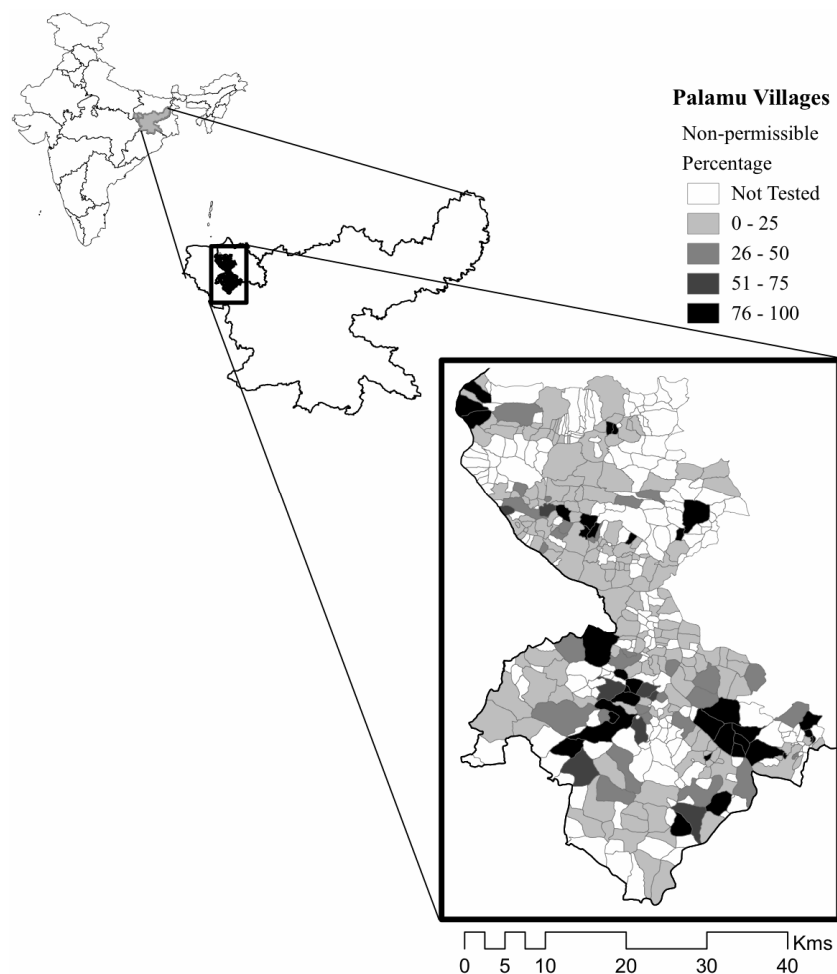 Palamu Villages
Non-permissible
Percentage
Not Tested
0 - 25
26 - 50
51 - 75
76 - 100
Kms
0 5 10 20 30 40